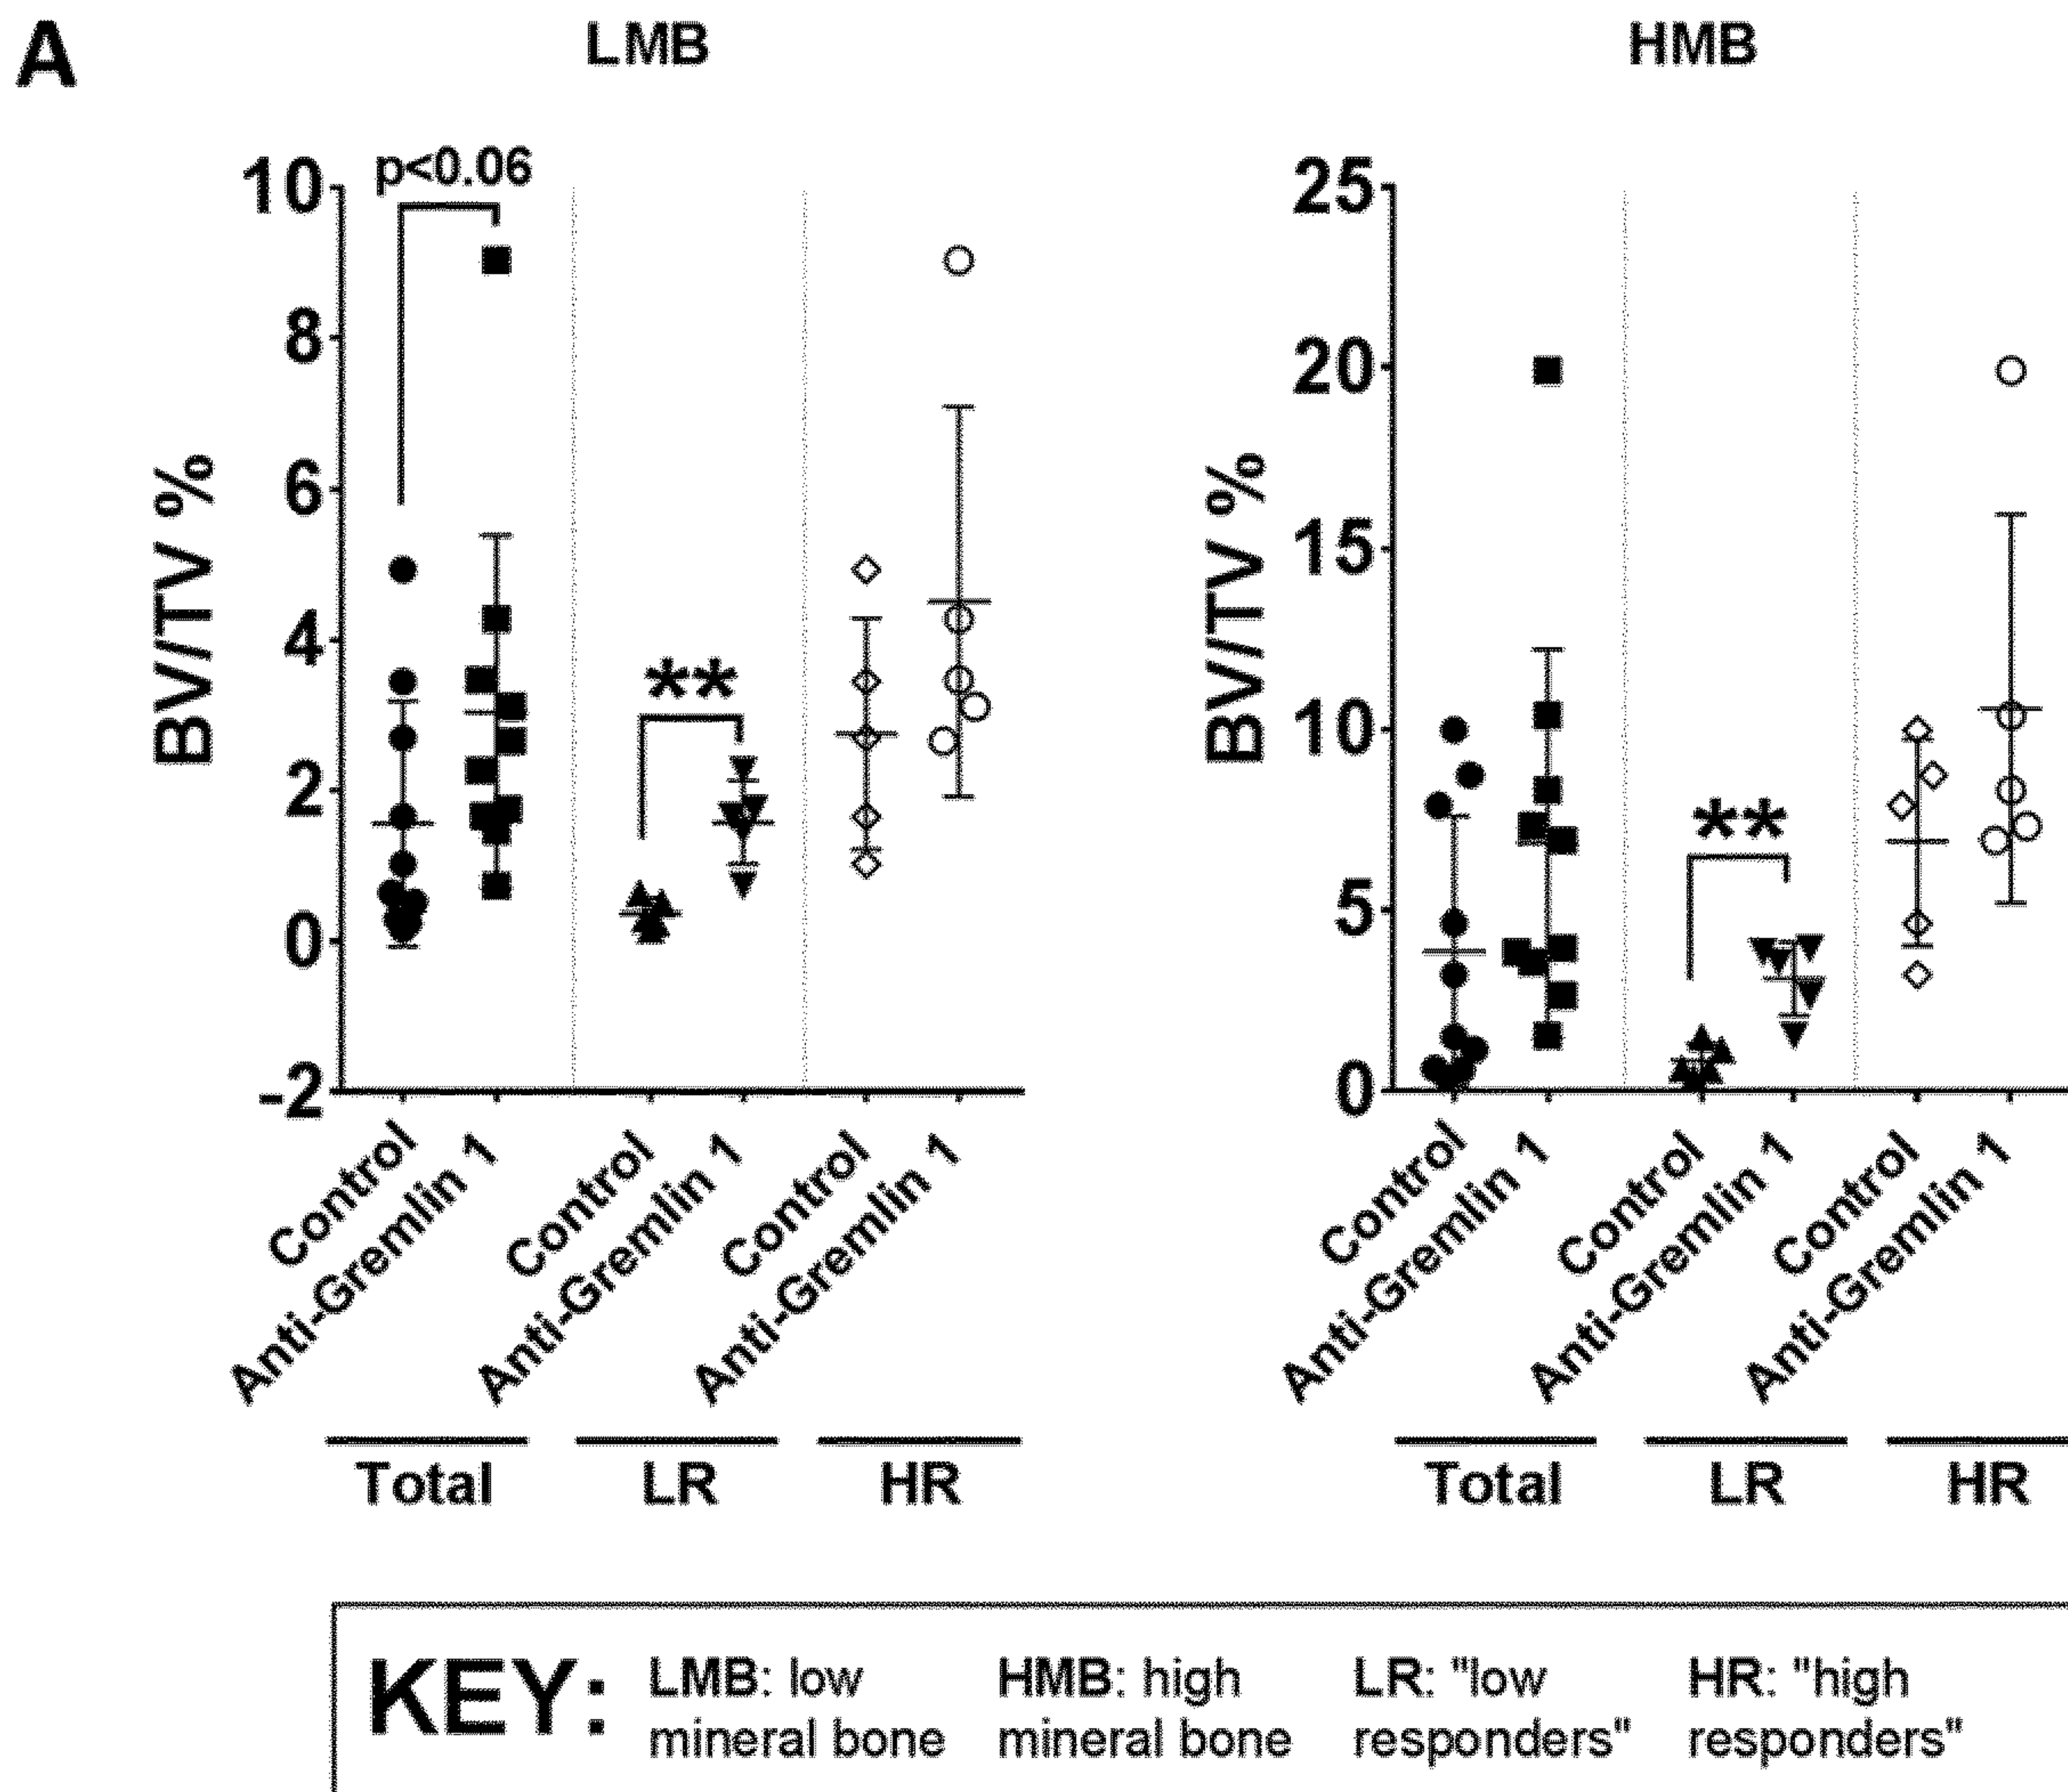 A
LMB
HMB
p<0.06
10
8
6
4
2
0
-2
BV/TV %
**
Control
Anti-Gremlin 1
Control
Anti-Gremlin 1
Control
Anti-Gremlin 1
Total
LR
HR
25
20
15
10
5
0
BV/TV %
**
Control
Anti-Gremlin 1
Control
Anti-Gremlin 1
Control
Anti-Gremlin 1
Total
LR
HR
KEY:
LMB: low
mineral bone
HMB: high
mineral bone
LR: "low
responders"
HR: "high
responders"